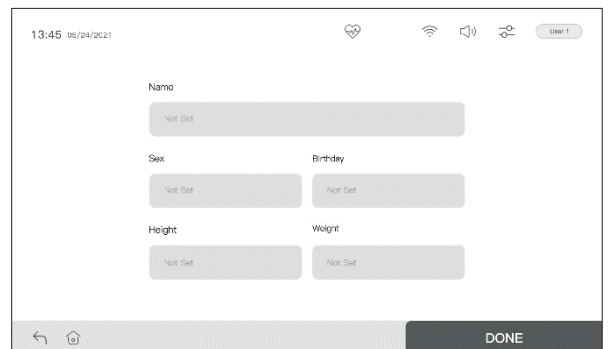 13:45 05/24/2021 User 1
Name
Not Set
Sex Birthday
Not Set Not Set
Height Weight
Not Set Not Set
DONE